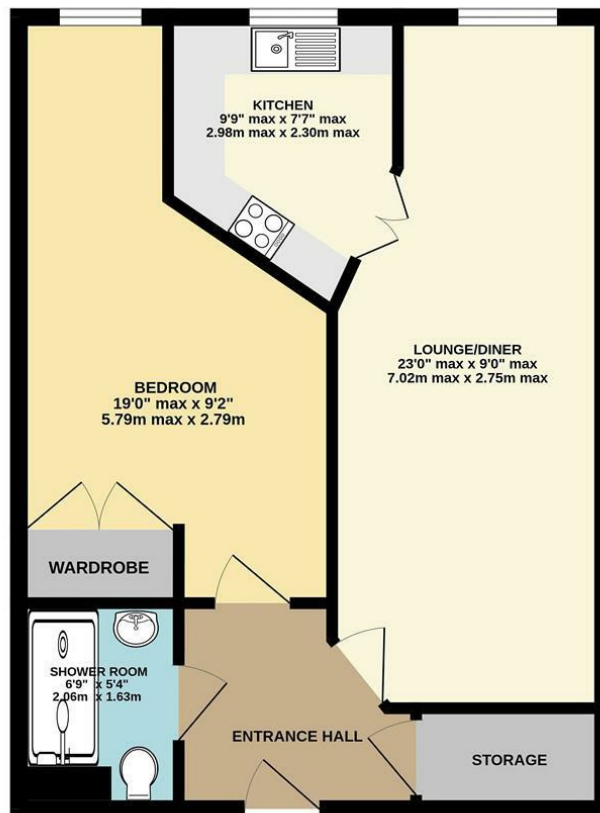 KITCHEN
9'9" max x 7'7" max
2.98m max x 2.30m max
LOUNGE/DINER
23'0" max x 9'0" max
7.02m max x 2.75m max
BEDROOM
19'0" max x 9'2"
5.79m max x 2.79m
WARDROBE
SHOWER ROOM
6'9" x 5'4"
2.06m x 1.63m
ENTRANCE HALL
STORAGE